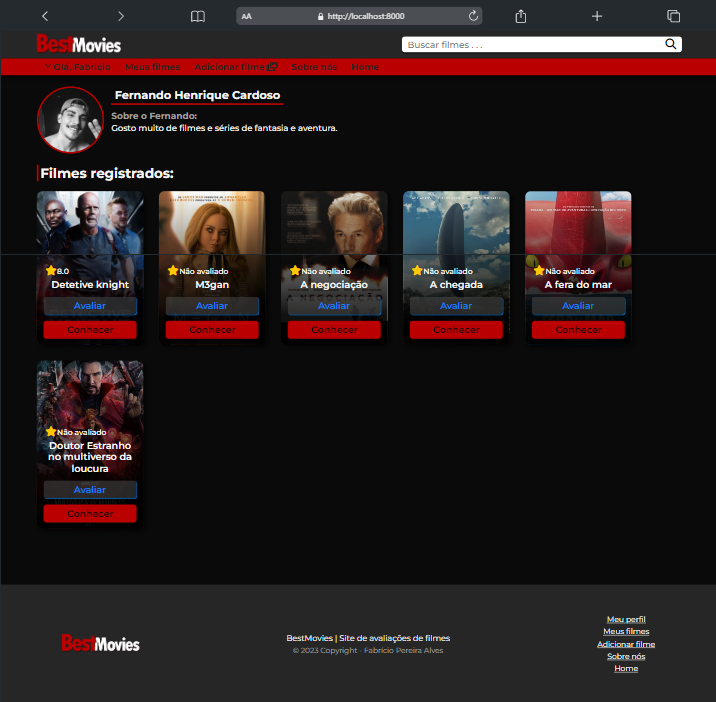 AA
http://localhost:8000
BestMovies
Buscar filmes . . .
Olá, Fabrício
Meus filmes
Adicionar filme
Sobre nós
Home
Fernando Henrique Cardoso
Sobre o Fernando:
Gosto muito de filmes e séries de fantasia e aventura.
Filmes registrados:
8.0
Detetive knight
Avaliar
Conhecer
Não avaliado
M3gan
Avaliar
Conhecer
Não avaliado
A negociação
Avaliar
A NEGOCIAÇÃO
Conhecer
Não avaliado
A chegada
Avaliar
Conhecer
Não avaliado
A fera do mar
Avaliar
Conhecer
Não avaliado
Doutor Estranho
no multiverso da
loucura
Avaliar
Conhecer
BestMovies
BestMovies | Site de avaliações de filmes
© 2023 Copyright - Fabrício Pereira Alves
Meu perfil
Meus filmes
Adicionar filme
Sobre nós
Home